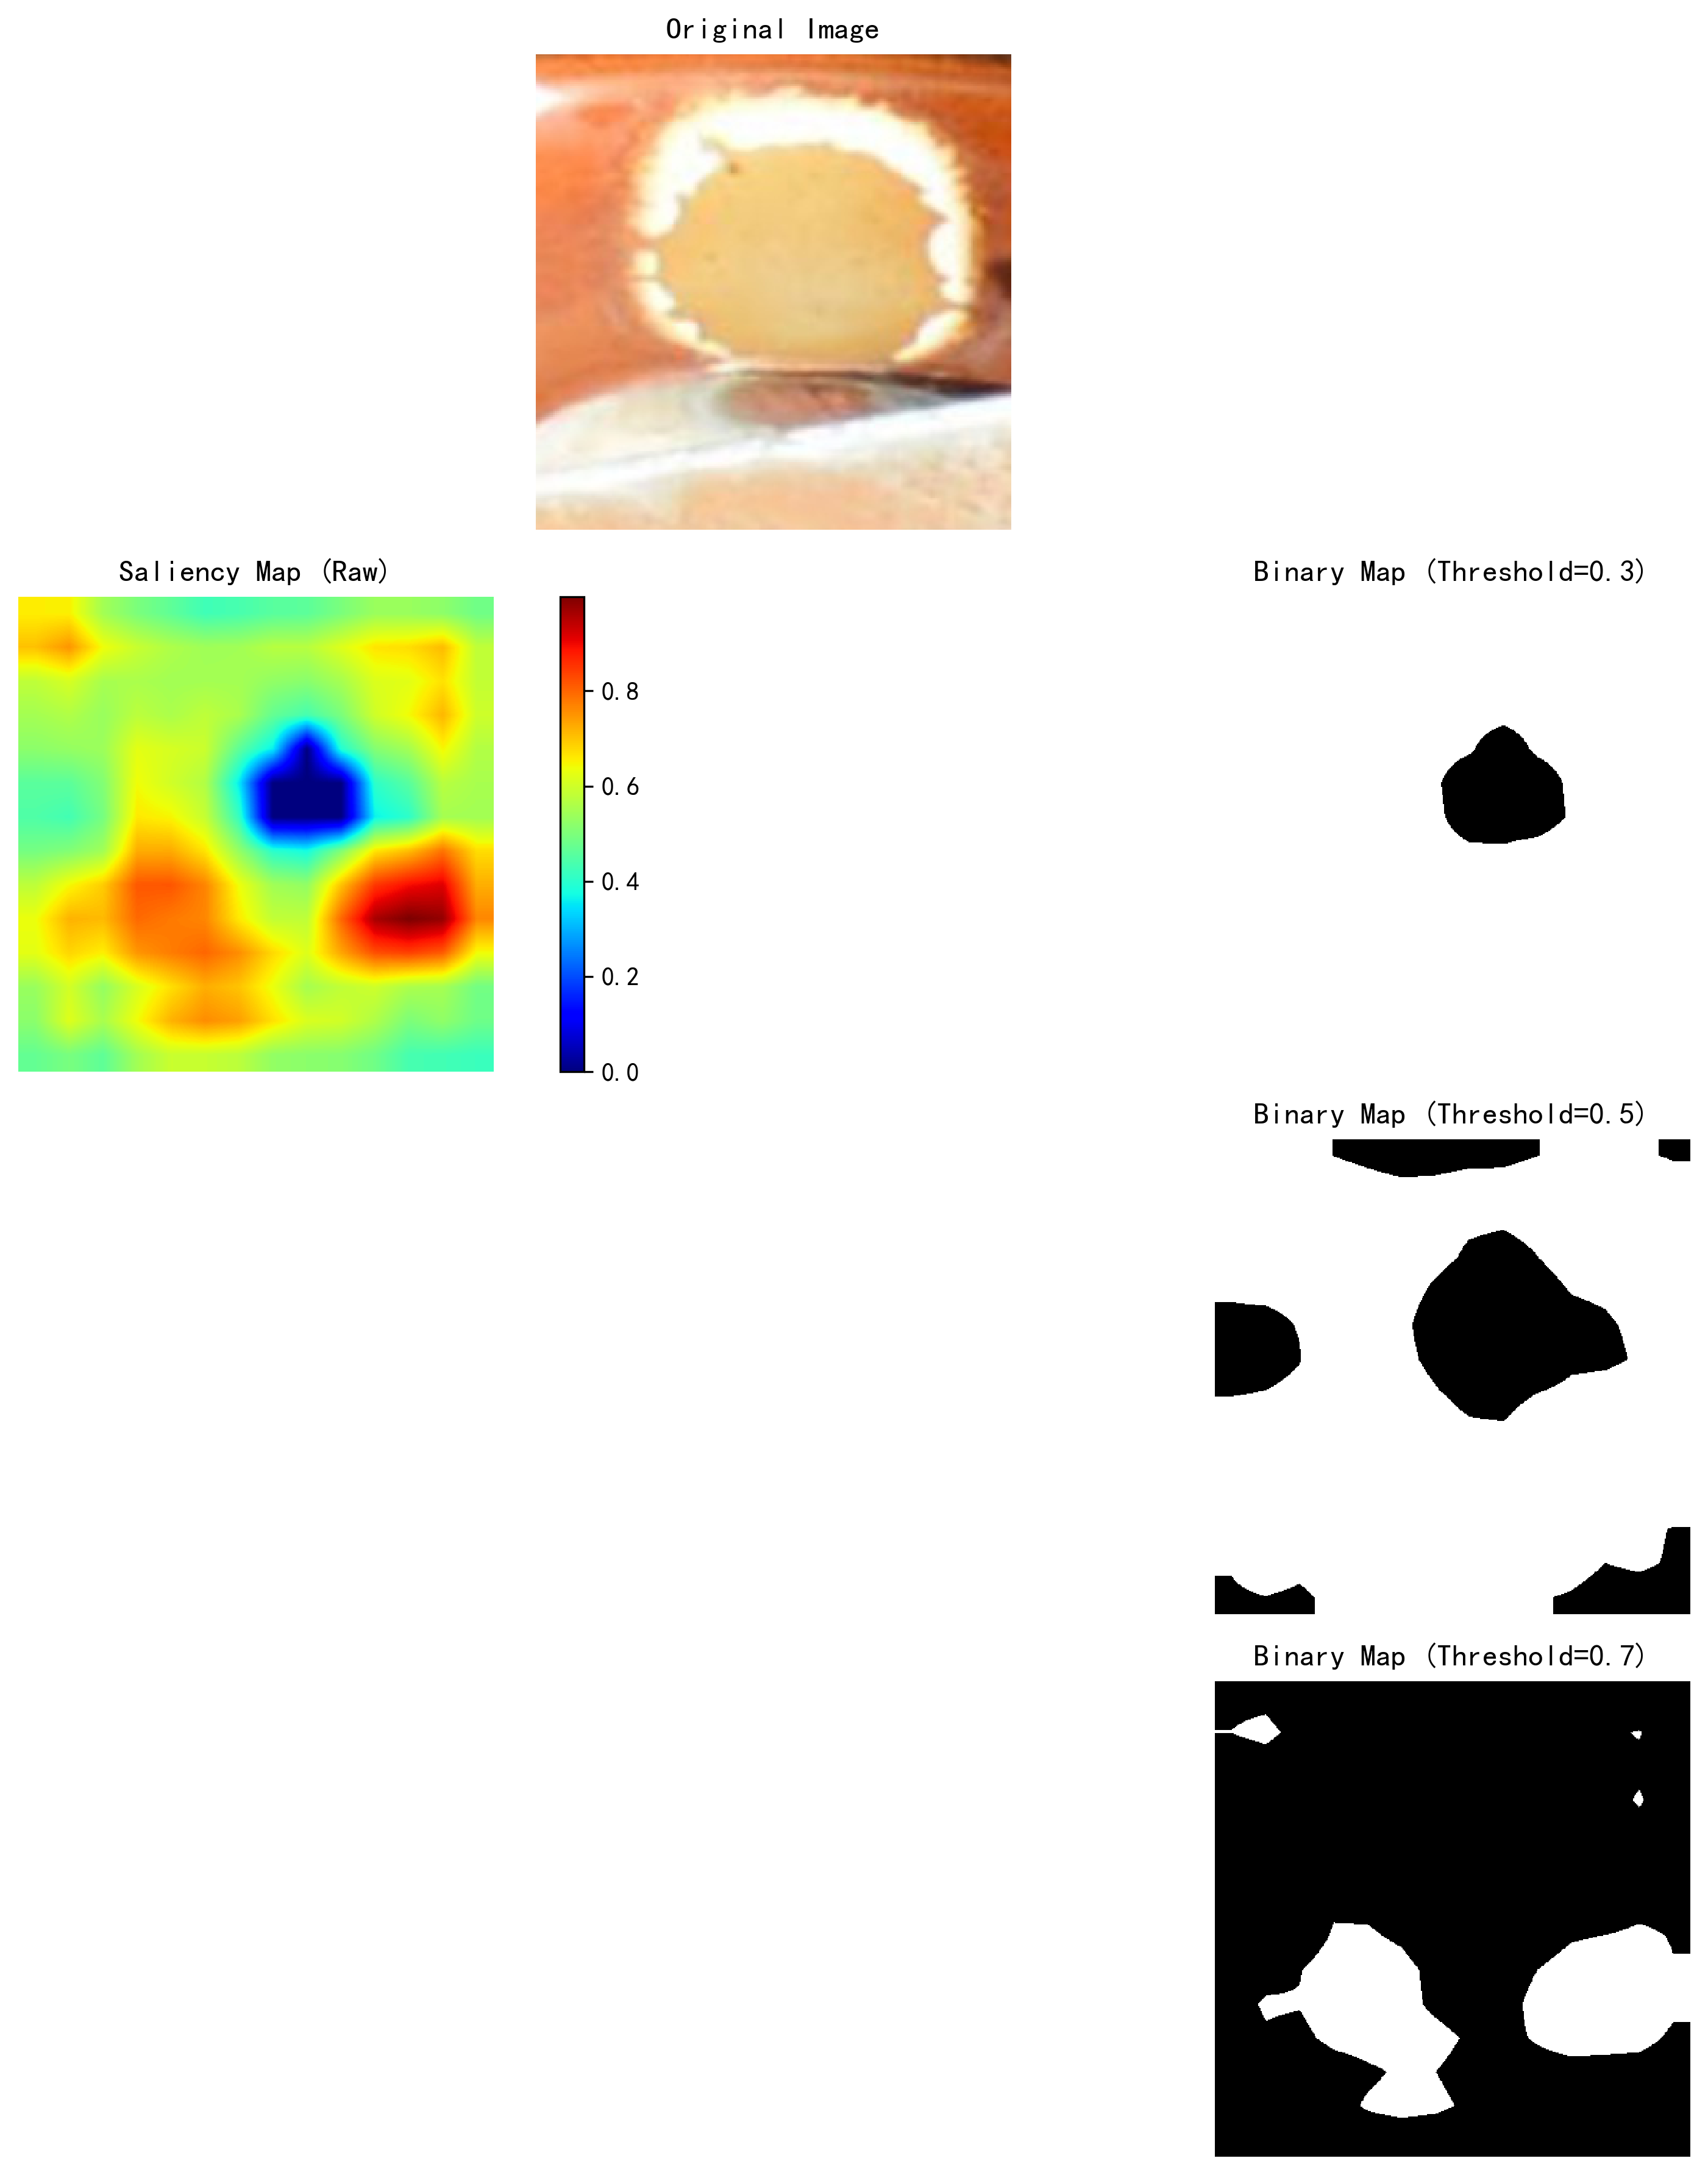 Original Image
Saliency Map (Raw)
Binary Map (Threshold=0.3)
0.8
0.6
0.4
0.2
0.0
Binary Map (Threshold=0.5)
Binary Map (Threshold=0.7)